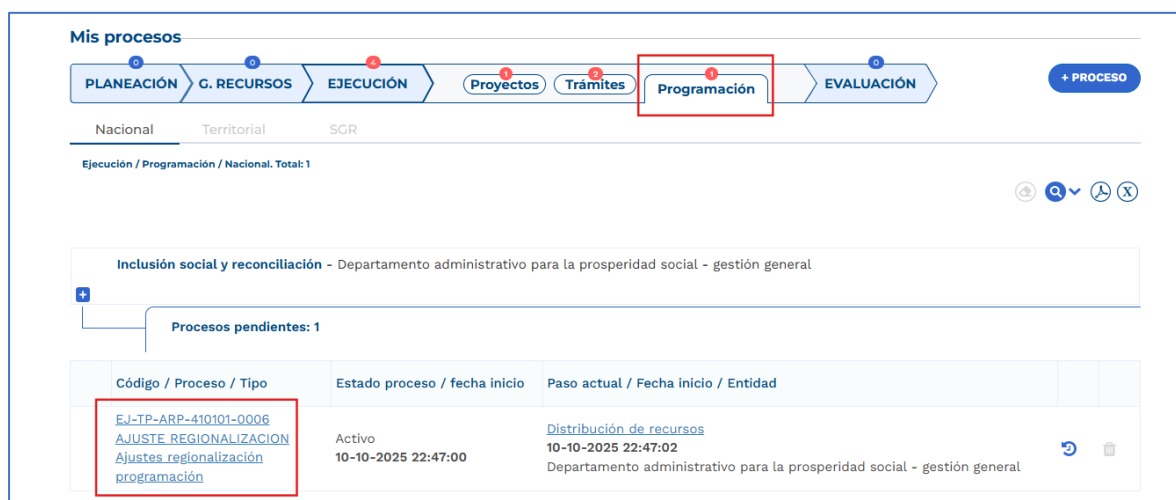 Mis procesos
0 0 4 1 2 1 0
PLANEACIÓN G. RECURSOS EJECUCIÓN Proyectos Trámites Programación EVALUACIÓN + PROCESO
Nacional Territorial SGR
Ejecución / Programación / Nacional. Total: 1
X
Inclusión social y reconciliación - Departamento administrativo para la prosperidad social - gestión general
+
Procesos pendientes: 1
Código / Proceso / Tipo Estado proceso / fecha inicio Paso actual / Fecha inicio / Entidad
EJ-TP-ARP-410101-0006
AJUSTE REGIONALIZACION
Ajustes regionalización
programación
Activo
10-10-2025 22:47:00
Distribución de recursos
10-10-2025 22:47:02
Departamento administrativo para la prosperidad social - gestión general